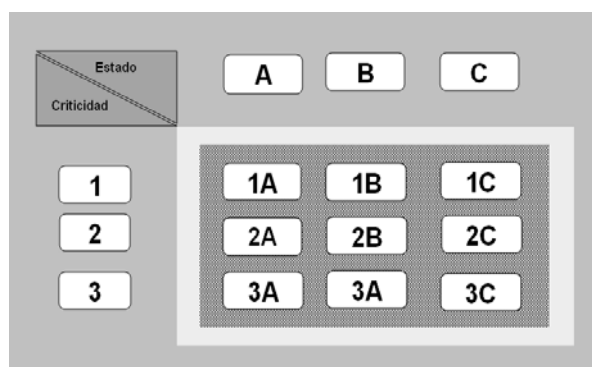 Estado
Criticidad
A B C
1 1A 1B 1C
2 2A 2B 2C
3 3A 3A 3C